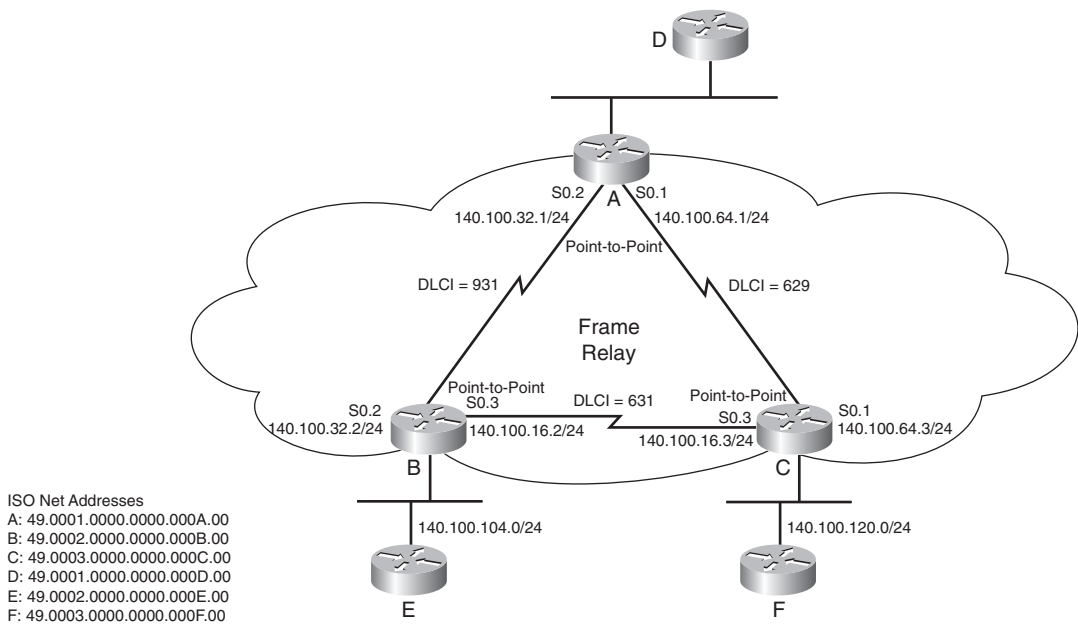 D
S0.2
S0.1
A
140.100.32.1/24
140.100.64.1/24
Point-to-Point
DLCI = 931
DLCI = 629
Frame
Relay
Point-to-Point
S0.3
DLCI = 631
Point-to-Point
S0.3
S0.2
140.100.32.2/24
140.100.16.2/24
140.100.16.3/24
S0.1
140.100.64.3/24
B
C
140.100.104.0/24
140.100.120.0/24
E
F
ISO Net Addresses
A: 49.0001.0000.0000.000A.00
B: 49.0002.0000.0000.000B.00
C: 49.0003.0000.0000.000C.00
D: 49.0001.0000.0000.000D.00
E: 49.0002.0000.0000.000E.00
F: 49.0003.0000.0000.000F.00